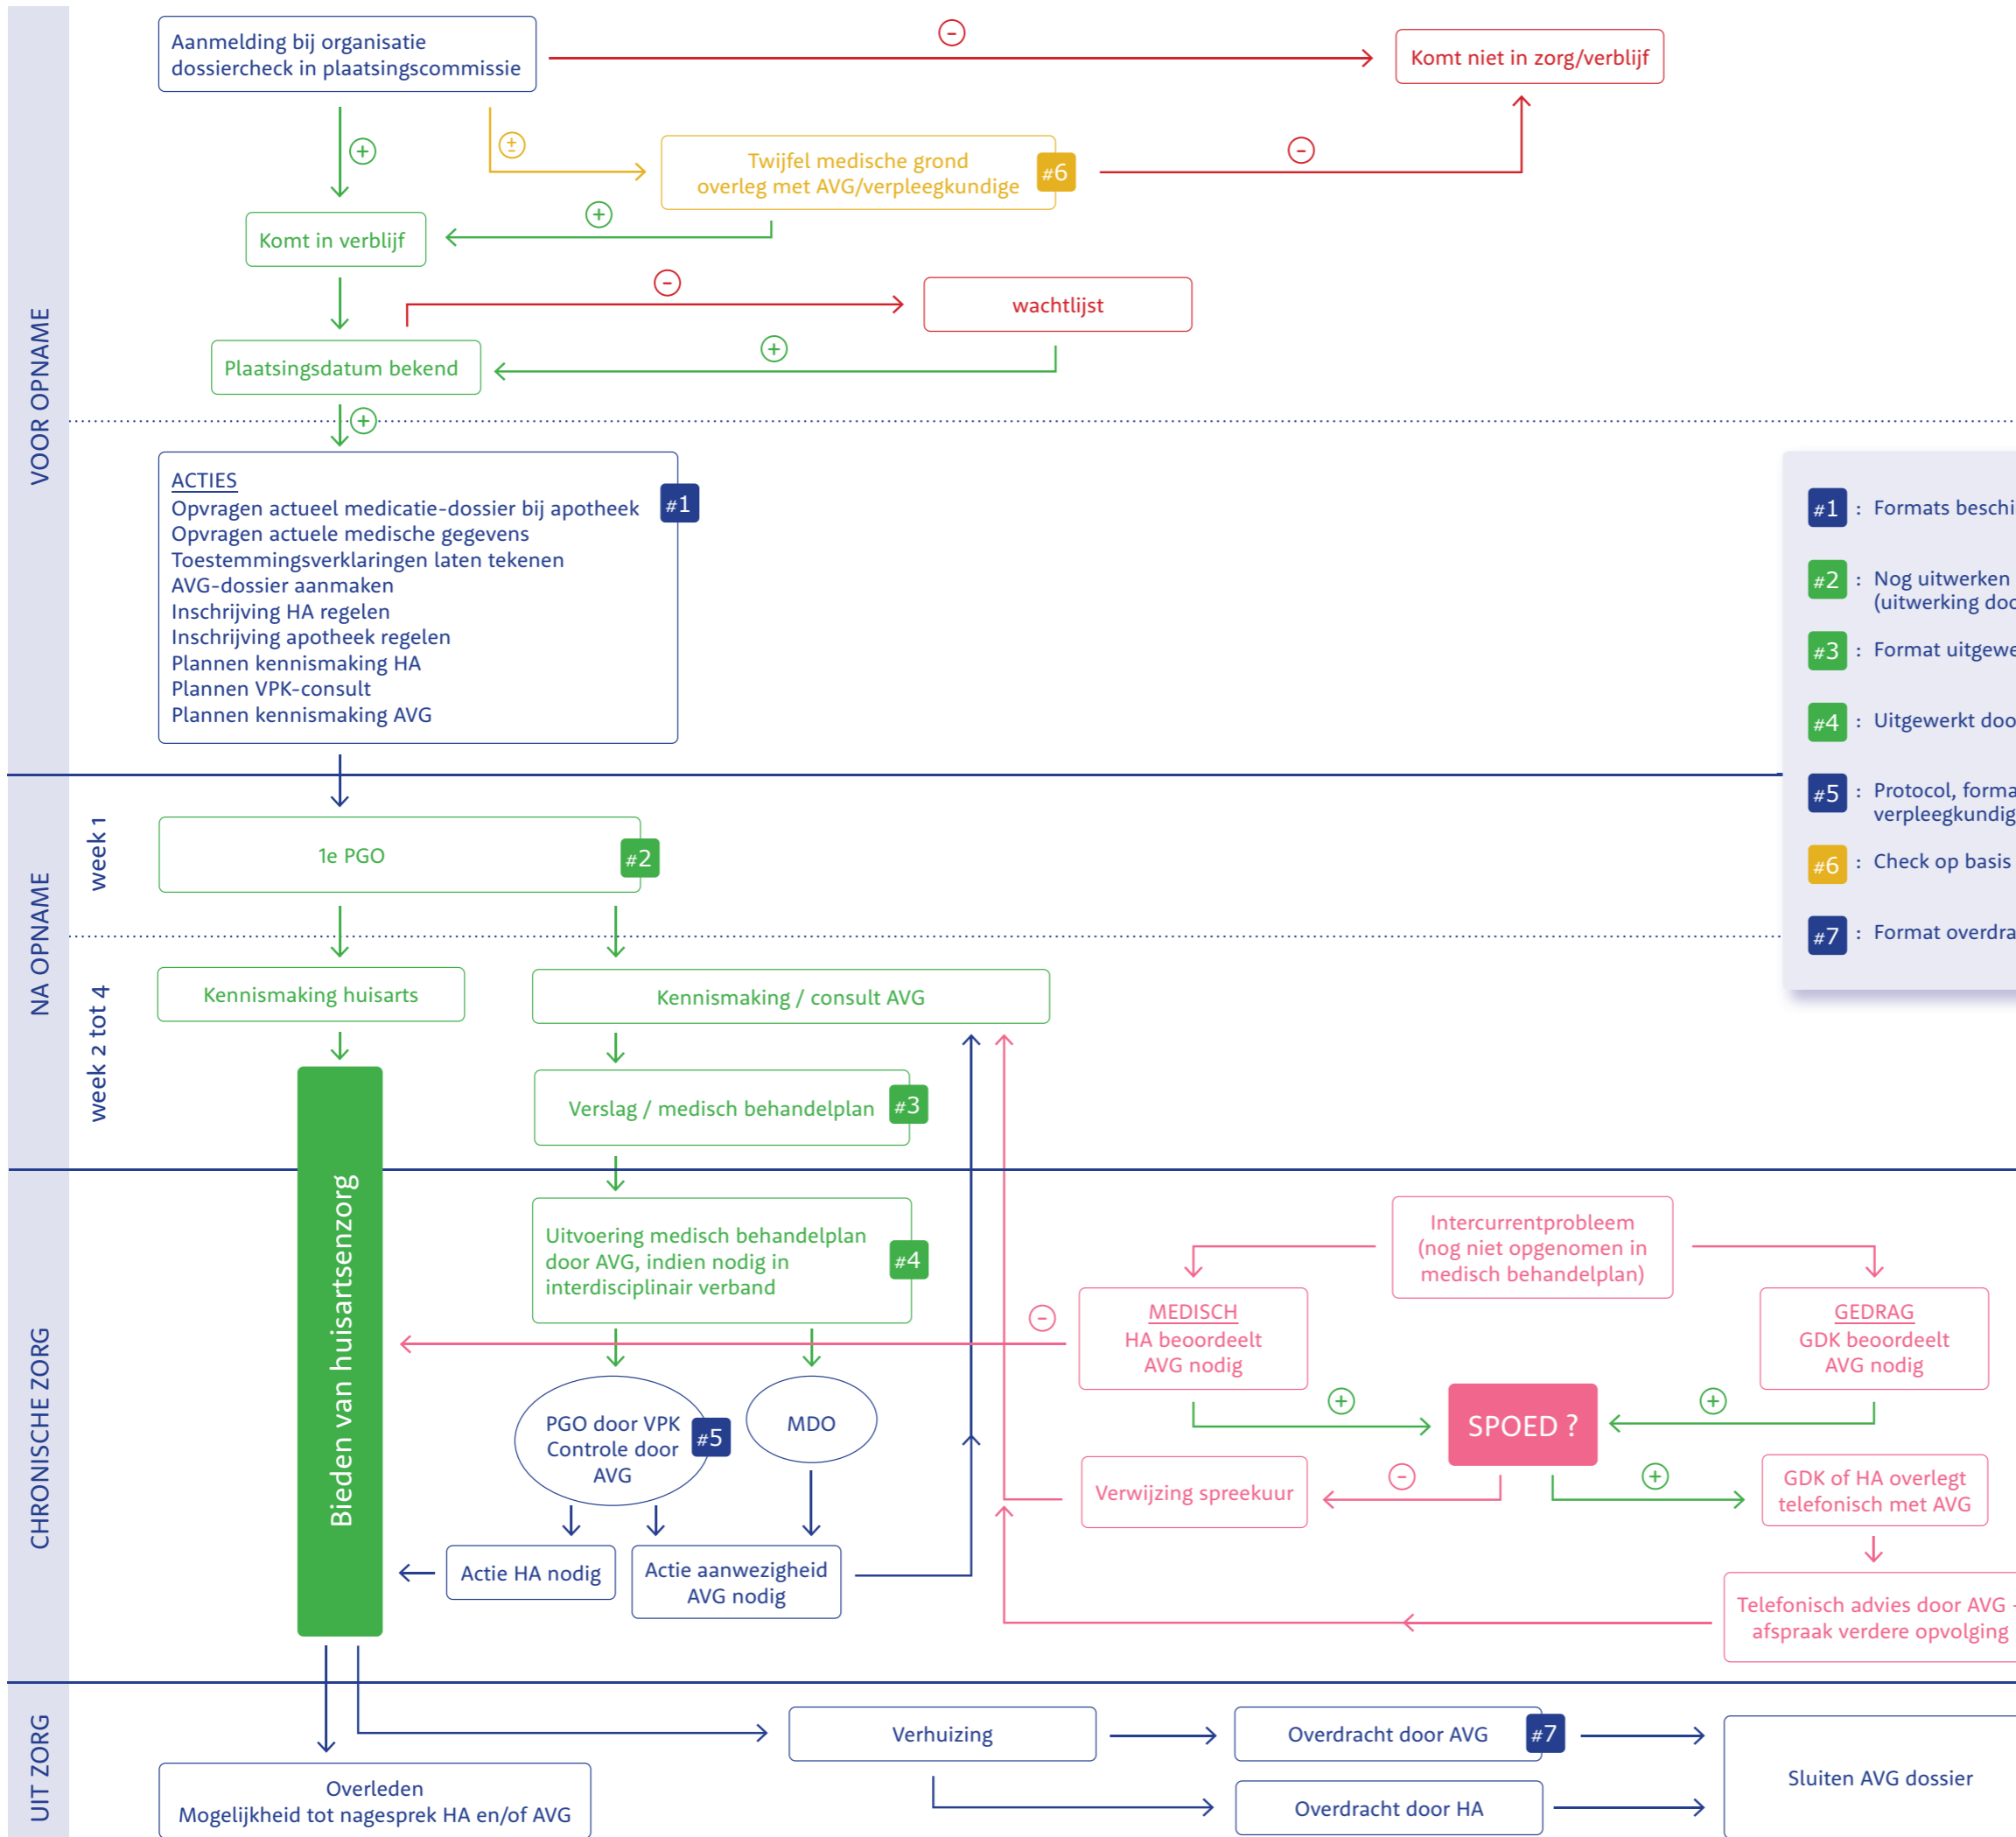 VOOR OPNAME
Aanmelding bij organisatie
dossiercheck in plaatsingscommissie
-
Komt niet in zorg/verblijf
+
±
Twijfel medische grond
overleg met AVG/verpleegkundige
#6
-
+
Komt in verblijf
-
wachtlijst
+
Plaatsingsdatum bekend
+
ACTIES
Opvragen actueel medicatie-dossier bij apotheek
Opvragen actuele medische gegevens
Toestemmingsverklaringen laten tekenen
AVG-dossier aanmaken
Inschrijving HA regelen
Inschrijving apotheek regelen
Plannen kennismaking HA
Plannen VPK-consult
Plannen kennismaking AVG
#1
#1 : Formats beschi
#2 : Nog uitwerken
(uitwerking doo
#3 : Format uitgewe
#4 : Uitgewerkt doo
#5 : Protocol, forma
verpleegkundig
#6 : Check op basis
#7 : Format overdra
NA OPNAME
week 1
1e PGO
#2
week 2 tot 4
Kennismaking huisarts
Kennismaking / consult AVG
Verslag / medisch behandelplan
#3
CHRONISCHE ZORG
Bieden van huisartsenzorg
Uitvoering medisch behandelplan
door AVG, indien nodig in
interdisciplinair verband
#4
Intercurrentprobleem
(nog niet opgenomen in
medisch behandelplan)
-
MEDISCH
HA beoordeelt
AVG nodig
GEDRAG
GDK beoordeelt
AVG nodig
PGO door VPK
Controle door
AVG
#5
MDO
+
SPOED ?
+
Verwijzing spreekuur
-
+
GDK of HA overlegt
telefonisch met AVG
Actie HA nodig
Actie aanwezigheid
AVG nodig
Telefonisch advies door AVG -
afspraak verdere opvolging
UIT ZORG
Verhuizing
Overdracht door AVG
#7
Sluiten AVG dossier
Overleden
Mogelijkheid tot nagesprek HA en/of AVG
Overdracht door HA